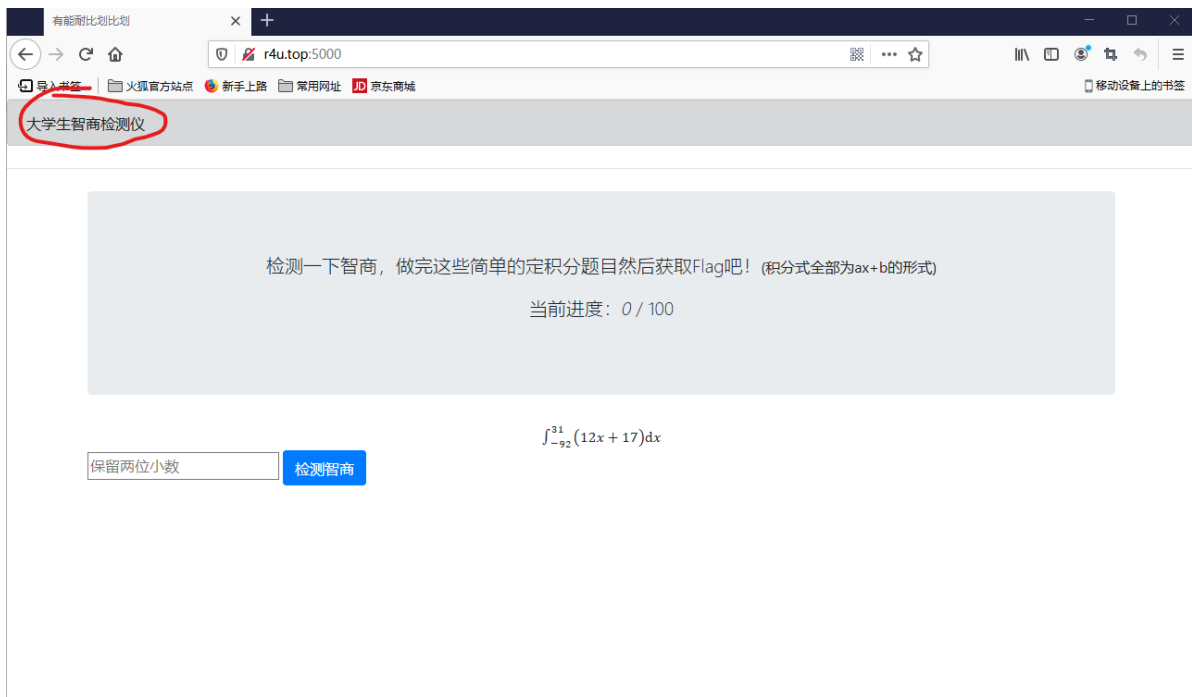 有能耐比划比划
r4u.top:5000
导入书签... 火狐官方站点 新手上路 常用网址 JD 京东商城 移动设备上的书签
大学生智商检测仪
检测一下智商，做完这些简单的定积分题目然后获取Flag吧！(积分式全部为ax+b的形式)
当前进度：0 / 100
∫_{-92}^{31}(12x + 17)dx
保留两位小数 检测智商